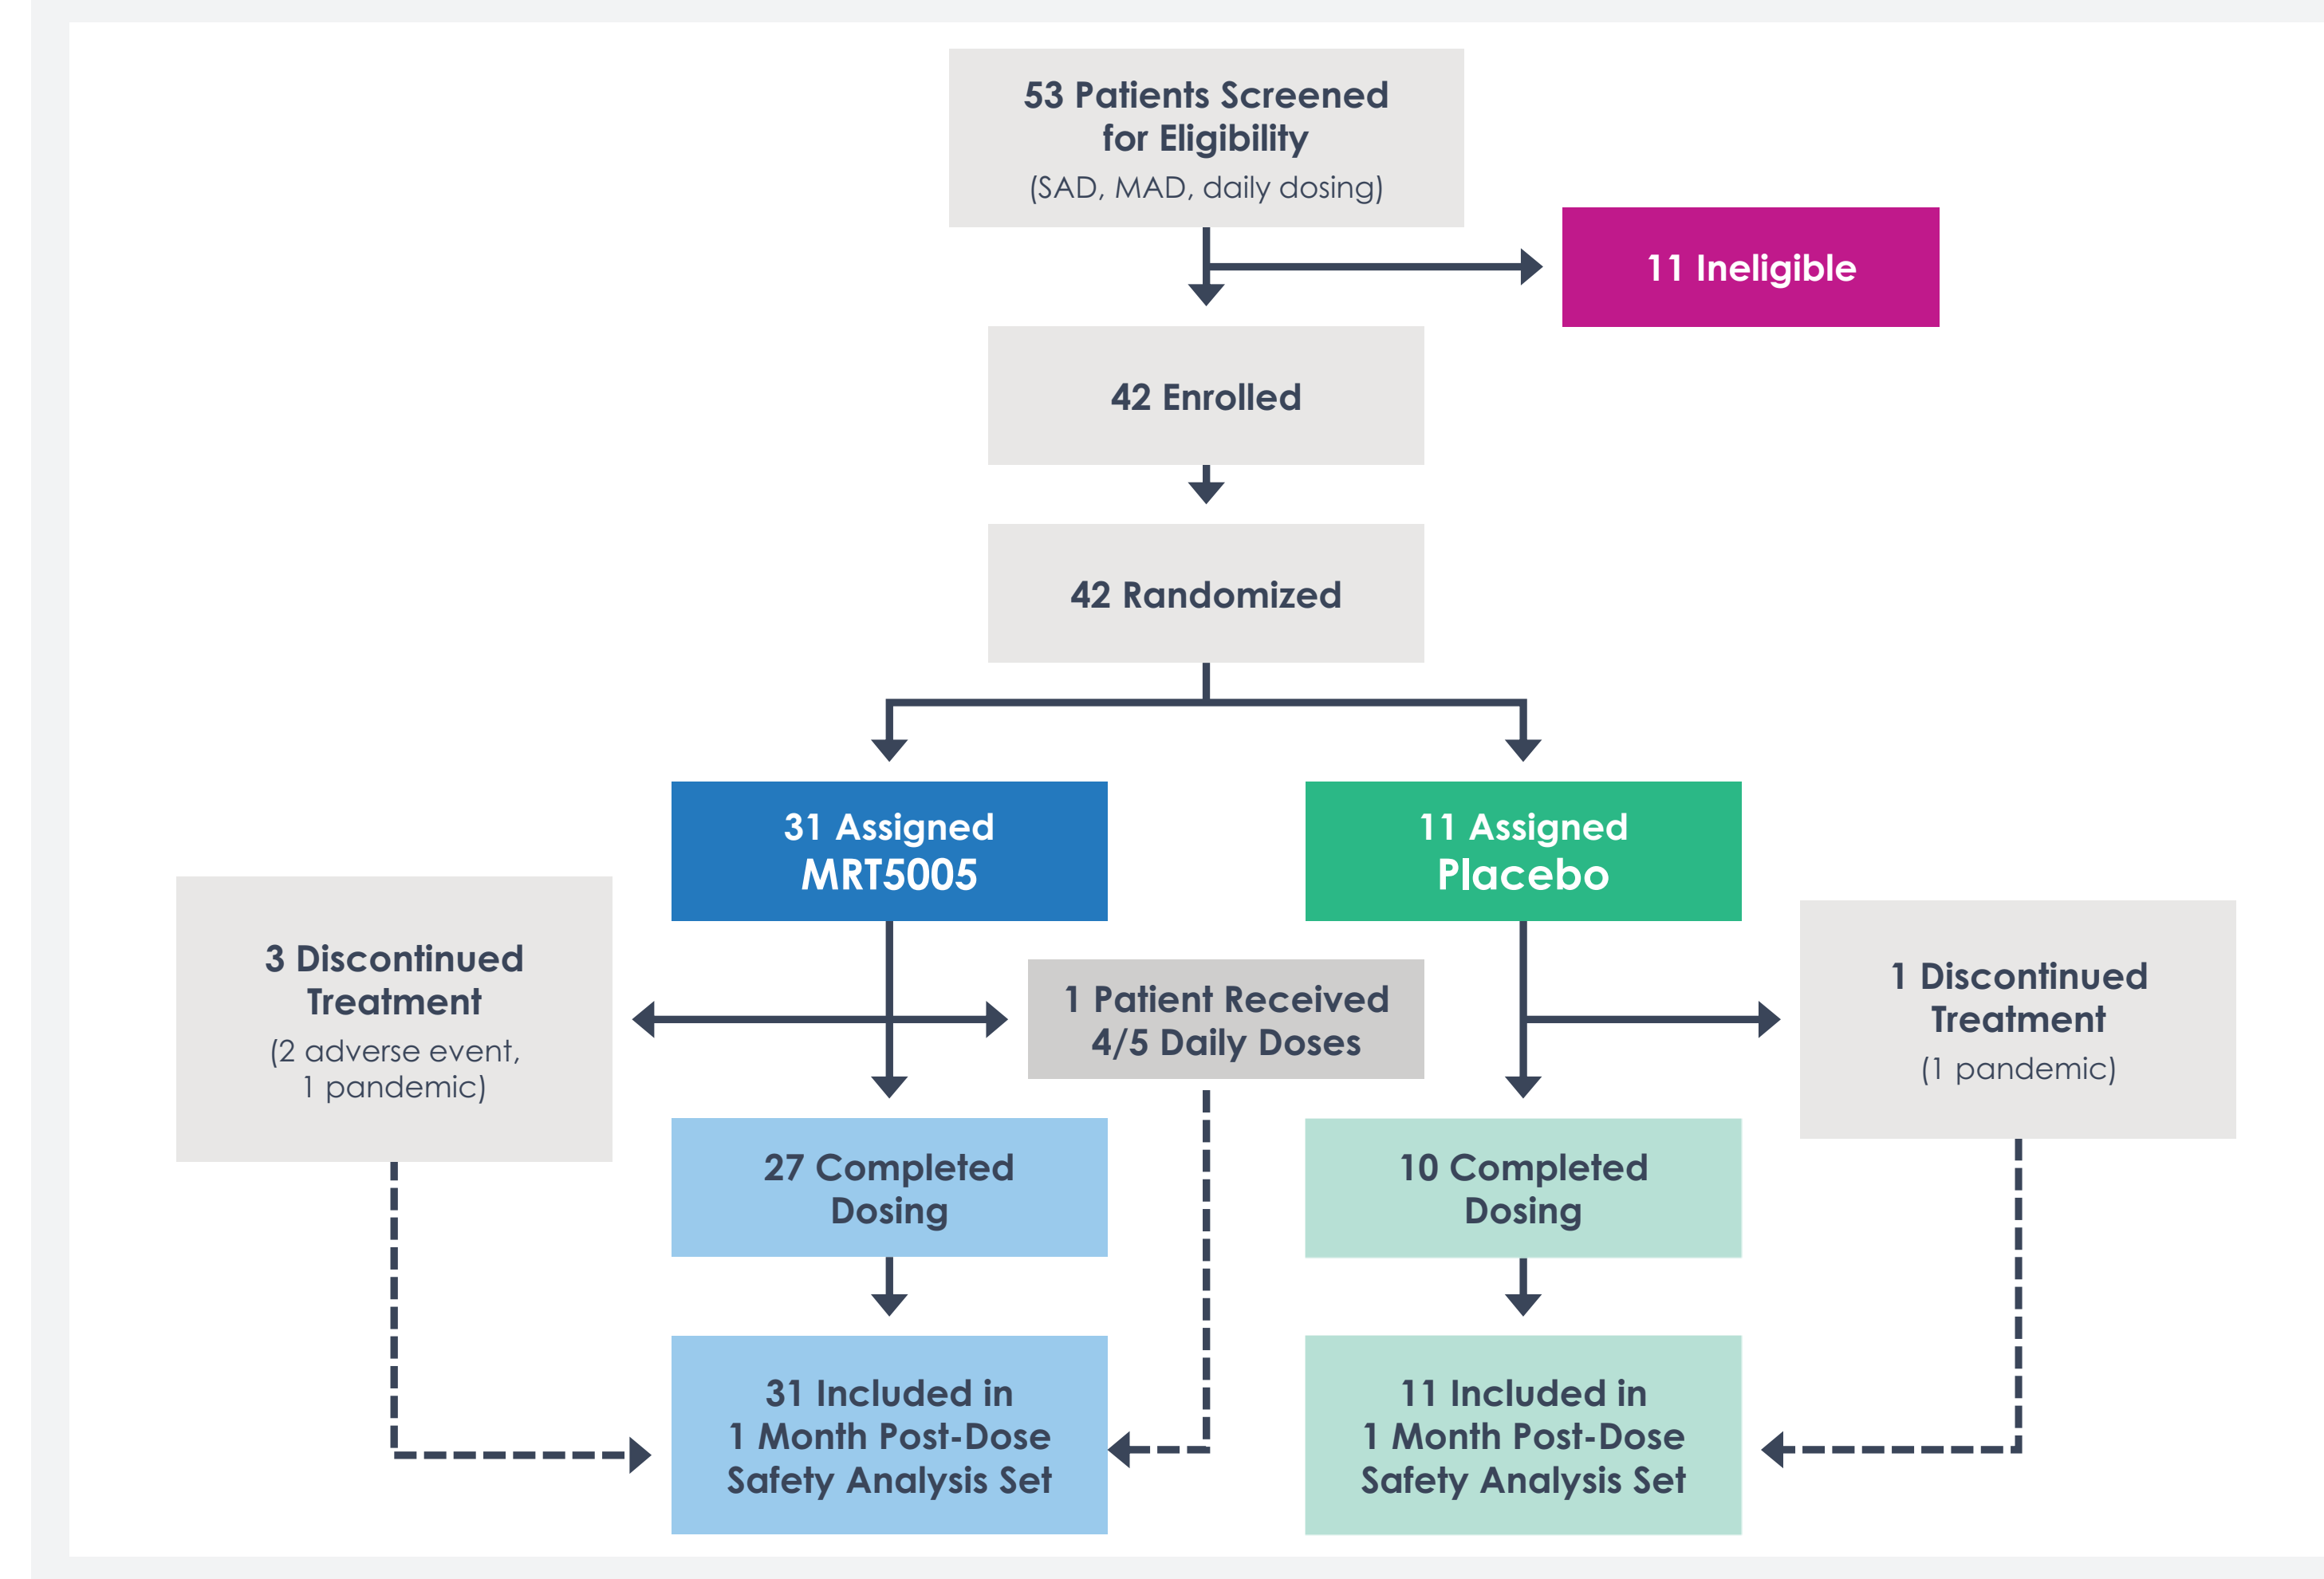 53 Patients Screened
for Eligibility
(SAD, MAD, daily dosing)
11 Ineligible
42 Enrolled
42 Randomized
31 Assigned
MRT5005
11 Assigned
Placebo
3 Discontinued
Treatment
(2 adverse event,
1 pandemic)
1 Patient Received
4/5 Daily Doses
1 Discontinued
Treatment
(1 pandemic)
27 Completed
Dosing
10 Completed
Dosing
31 Included in
1 Month Post-Dose
Safety Analysis Set
11 Included in
1 Month Post-Dose
Safety Analysis Set